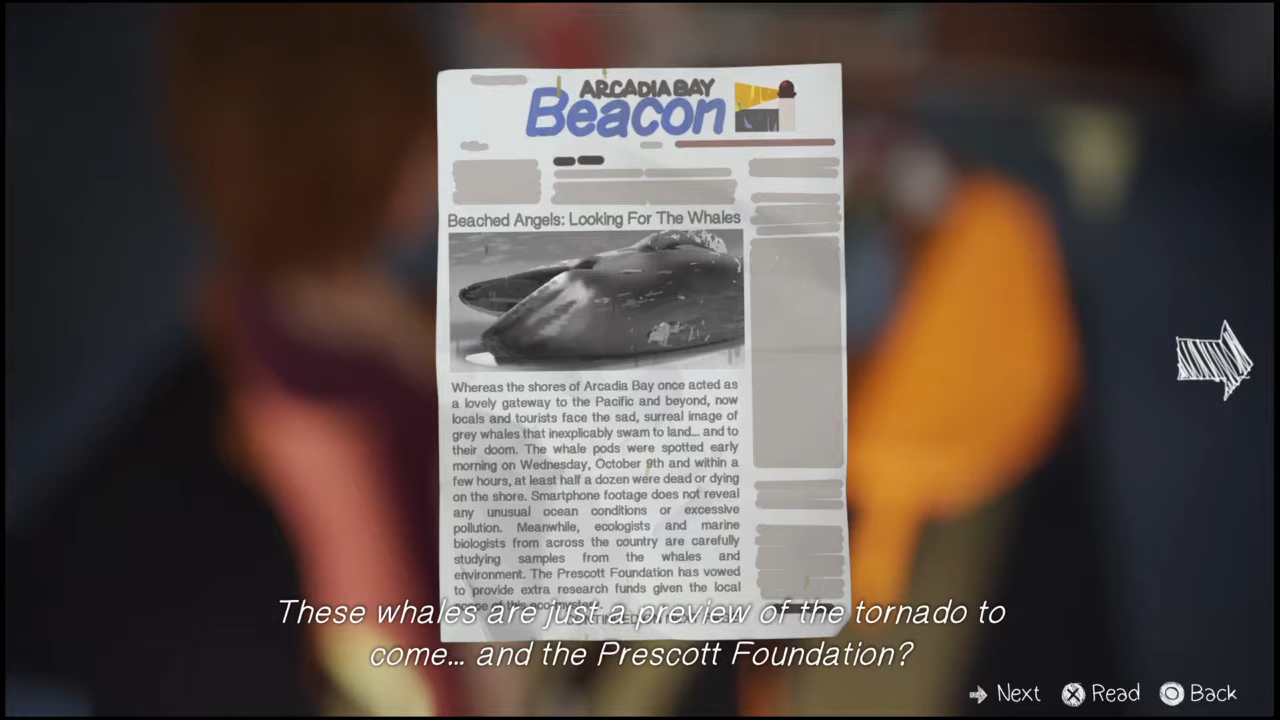 ARCADIA BAY
Beacon
Beached Angels: Looking For The Whales
Whereas the shores of Arcadia Bay once acted as
a lovely gateway to the Pacific and beyond, now
locals and tourists face the sad, surreal image of
grey whales that inexplicably swam to land... and to
their doom. The whale pods were spotted early
morning on Wednesday, October 9th and within a
few hours, at least half a dozen were dead or dying
on the shore. Smartphone footage does not reveal
any unusual ocean conditions or excessive
pollution. Meanwhile, ecologists and marine
biologists from across the country are carefully
studying samples from the whales and
environment. The Prescott Foundation has vowed
to provide extra research funds given the local
of this
These whales are just a preview of the tornado to
come... and the Prescott Foundation?
Next Read Back